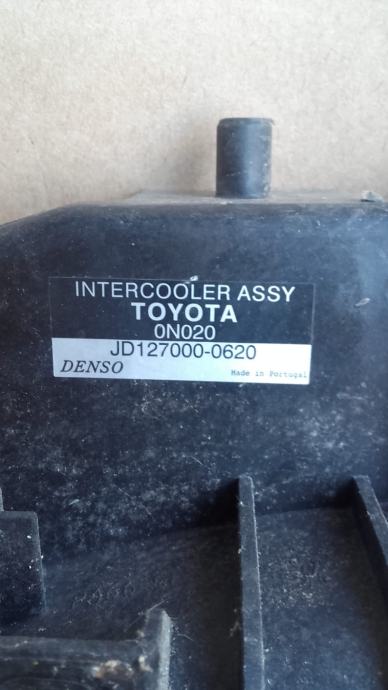 INTERCOOLER ASSY
TOYOTA
0N020
JD127000-0620
DENSO Made in Portugal